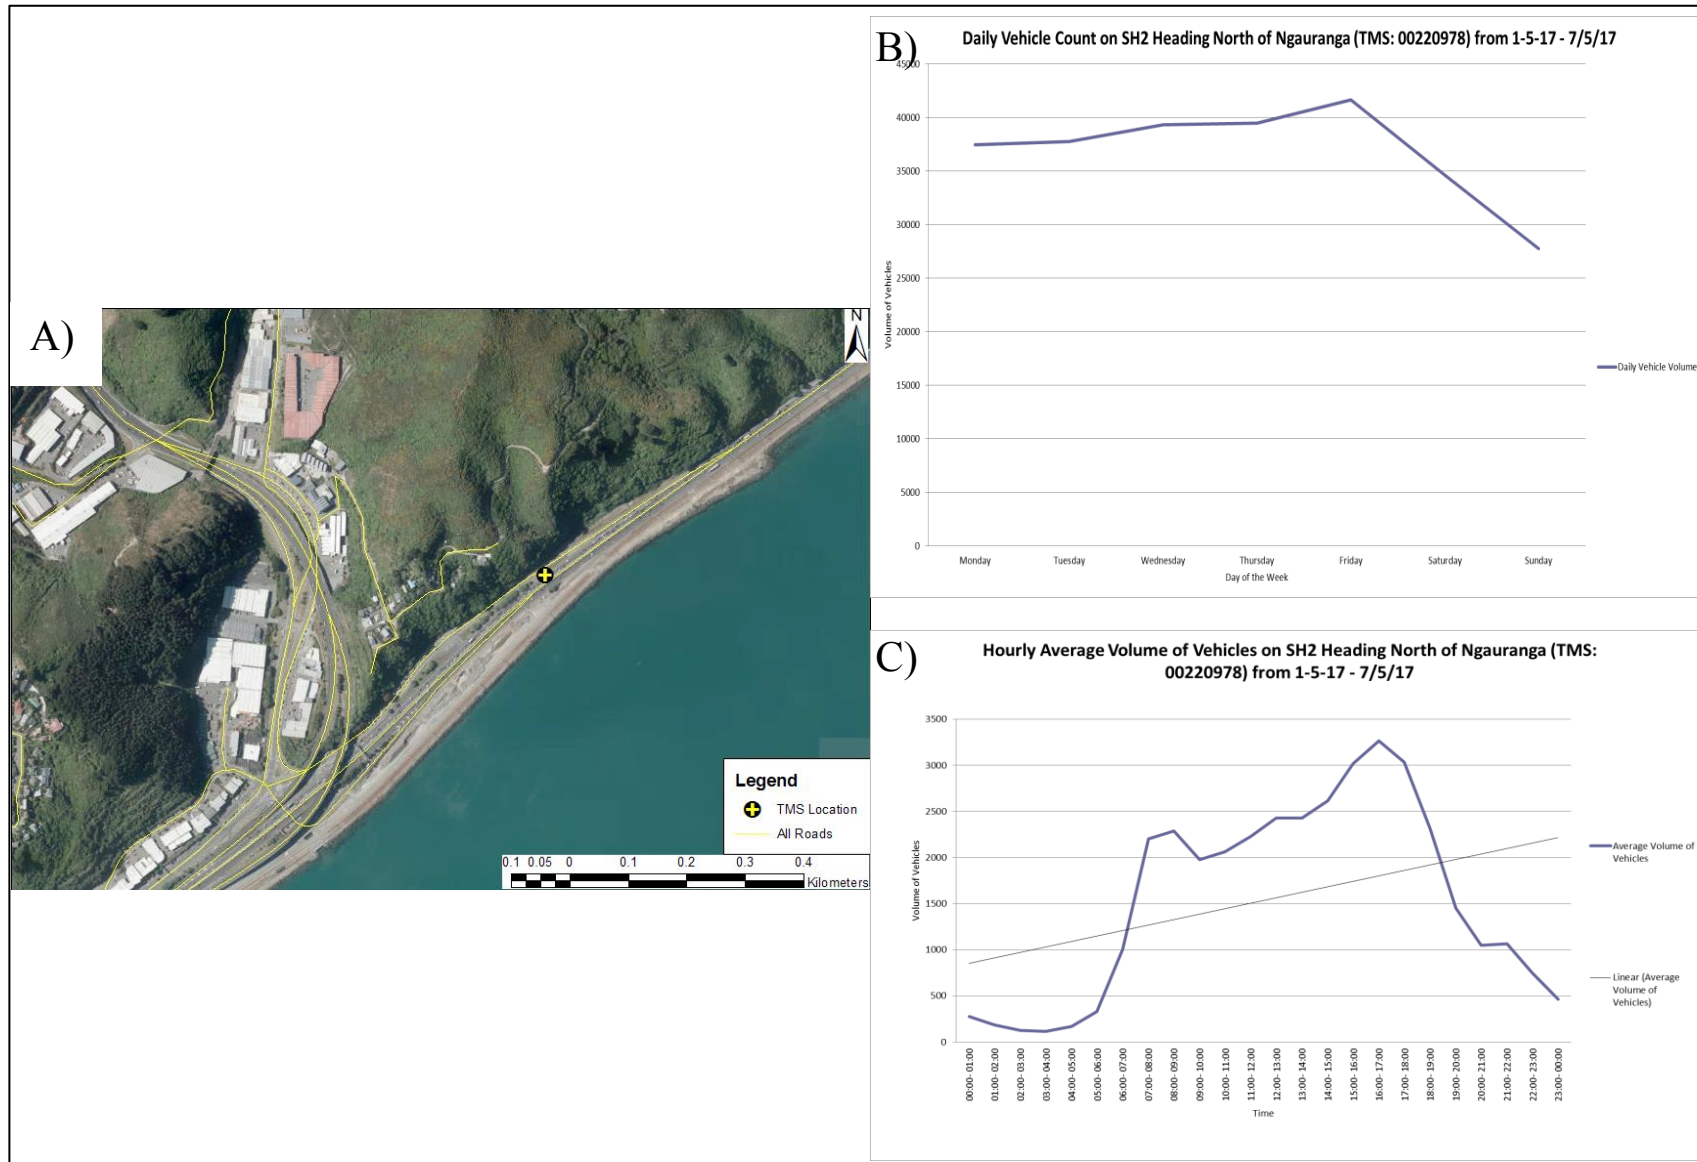 A)
N
Legend
TMS Location
All Roads
0.1 0.05 0 0.1 0.2 0.3 0.4
Kilometers
B)
Daily Vehicle Count on SH2 Heading North of Ngauranga (TMS: 00220978) from 1-5-17 - 7/5/17
45000
40000
35000
30000
25000
20000
15000
10000
5000
0
Volume of Vehicles
Monday Tuesday Wednesday Thursday Friday Saturday Sunday
Day of the Week
Daily Vehicle Volume
C)
Hourly Average Volume of Vehicles on SH2 Heading North of Ngauranga (TMS:
00220978) from 1-5-17 - 7/5/17
3500
3000
2500
2000
1500
1000
500
0
Volume of Vehicles
00:00- 01:00
01:00- 02:00
02:00- 03:00
03:00- 04:00
04:00- 05:00
05:00- 06:00
06:00- 07:00
07:00- 08:00
08:00- 09:00
09:00- 10:00
10:00- 11:00
11:00- 12:00
12:00- 13:00
13:00- 14:00
14:00- 15:00
15:00- 16:00
16:00- 17:00
17:00- 18:00
18:00- 19:00
19:00- 20:00
20:00- 21:00
21:00- 22:00
22:00- 23:00
23:00- 00:00
Time
Average Volume of
Vehicles
Linear (Average
Volume of
Vehicles)